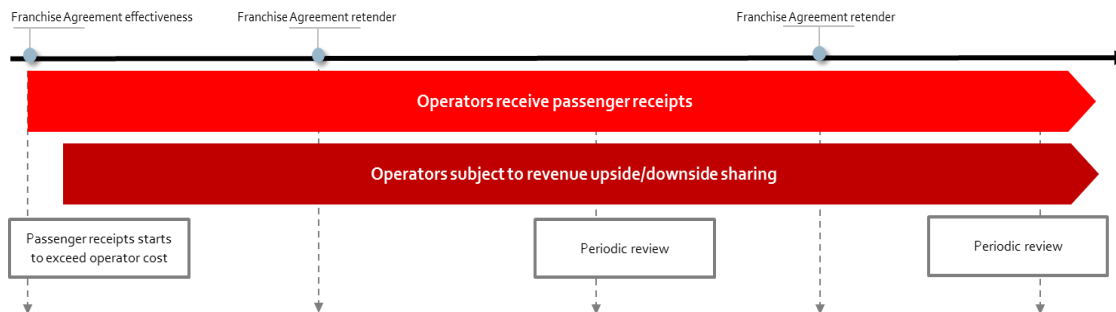 Franchise Agreement effectiveness
Franchise Agreement retender
Franchise Agreement retender
Operators receive passenger receipts
Operators subject to revenue upside/downside sharing
Passenger receipts starts
to exceed operator cost
Periodic review
Periodic review